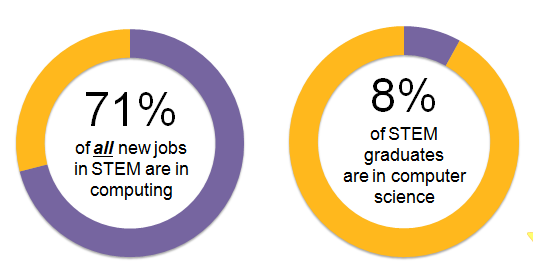 71%
of all new jobs
in STEM are in
computing
8%
of STEM
graduates
are in computer
science